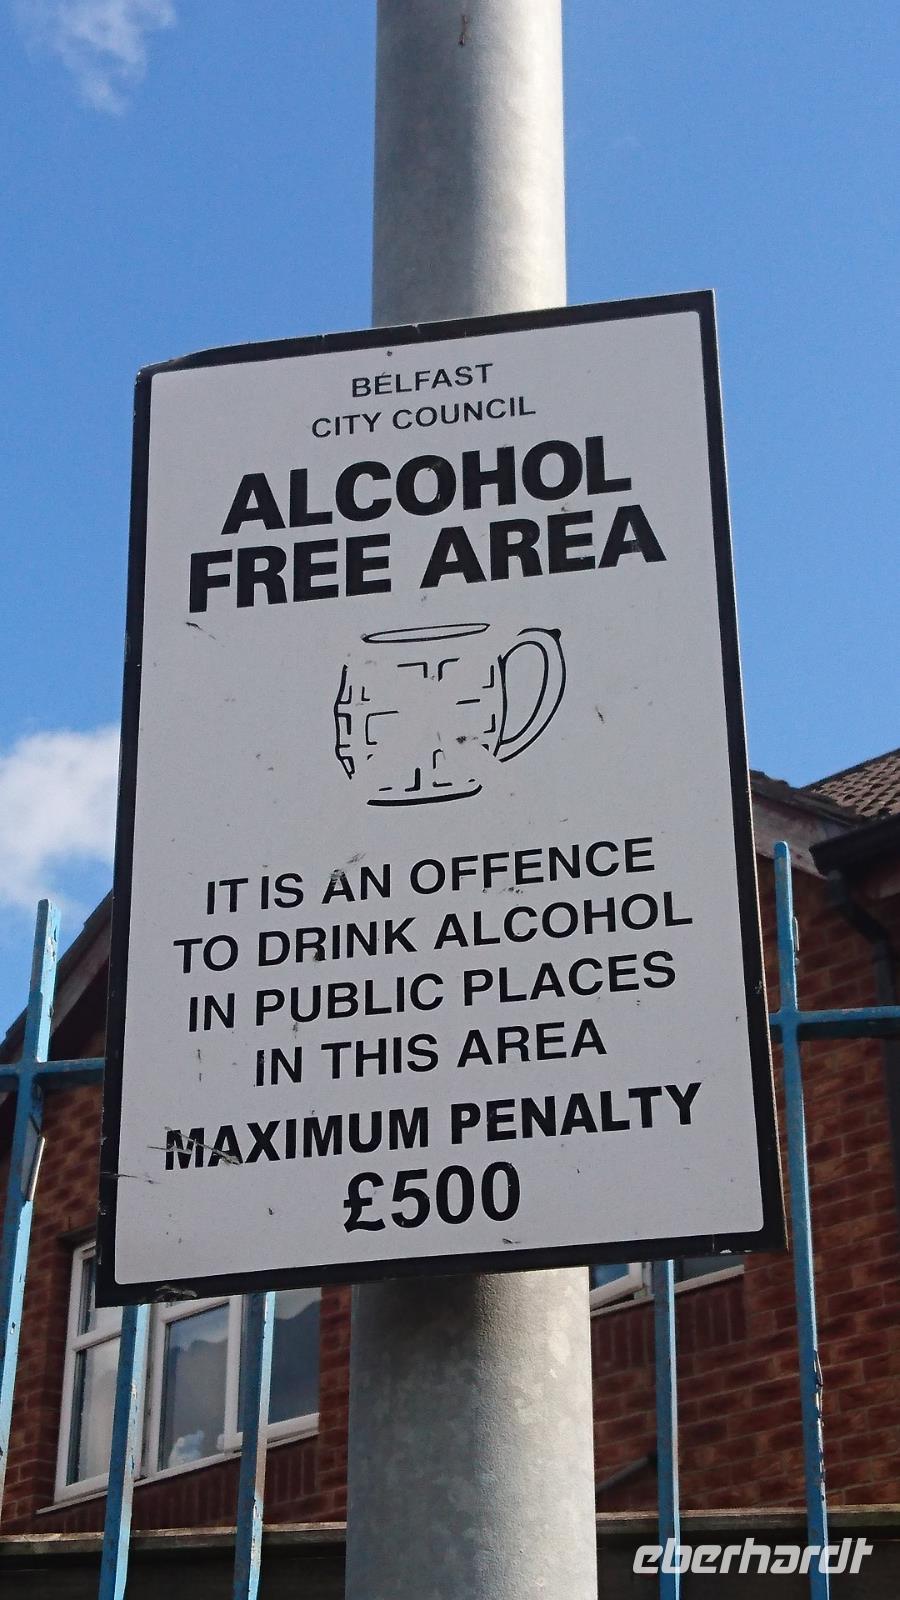 BELFAST
CITY COUNCIL
ALCOHOL
FREE AREA
IT IS AN OFFENCE
TO DRINK ALCOHOL
IN PUBLIC PLACES
IN THIS AREA
MAXIMUM PENALTY
£500
eberhardt